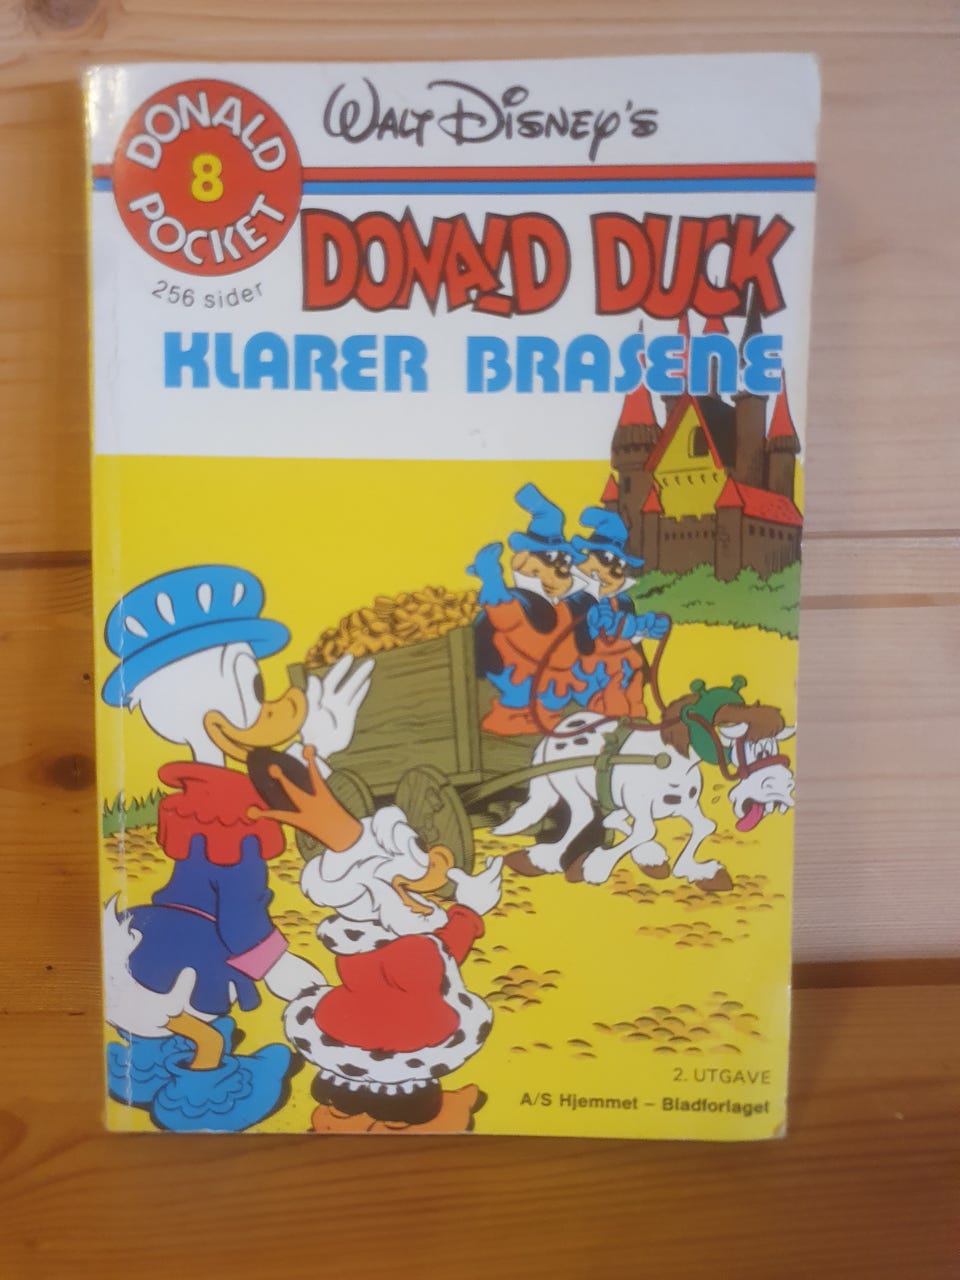 Walt Disney's
DONALD
8
POCKET
256 sider
DONALD DUCK
KLARER BRASENE
2. UTGAVE
A/S Hjemmet – Bladforlaget